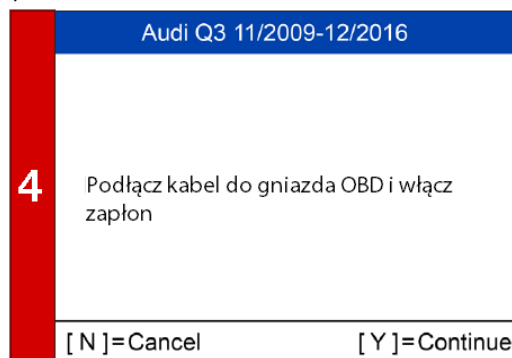 Audi Q3 11/2009-12/2016
4
Podłącz kabel do gniazda OBD i włącz
zapłon
[ N ]=Cancel [ Y ]=Continue